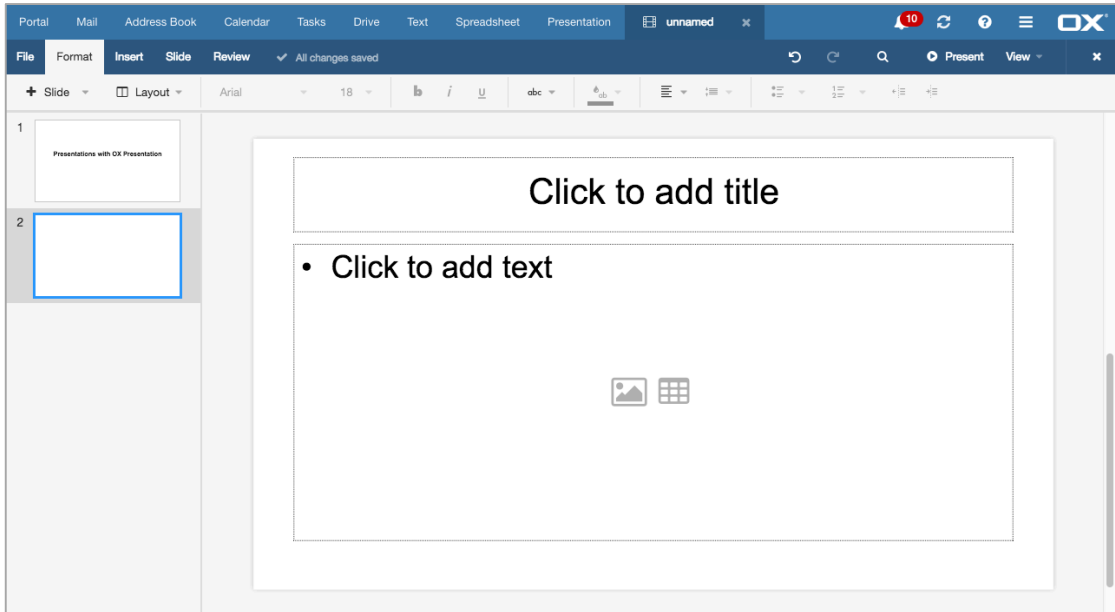 Portal Mail Address Book Calendar Tasks Drive Text Spreadsheet Presentation unnamed 10 OX
File Format Insert Slide Review All changes saved Present View
Slide Layout Arial 18 b i u abc ab
1
Presentations with OX Presentation
2
Click to add title
• Click to add text